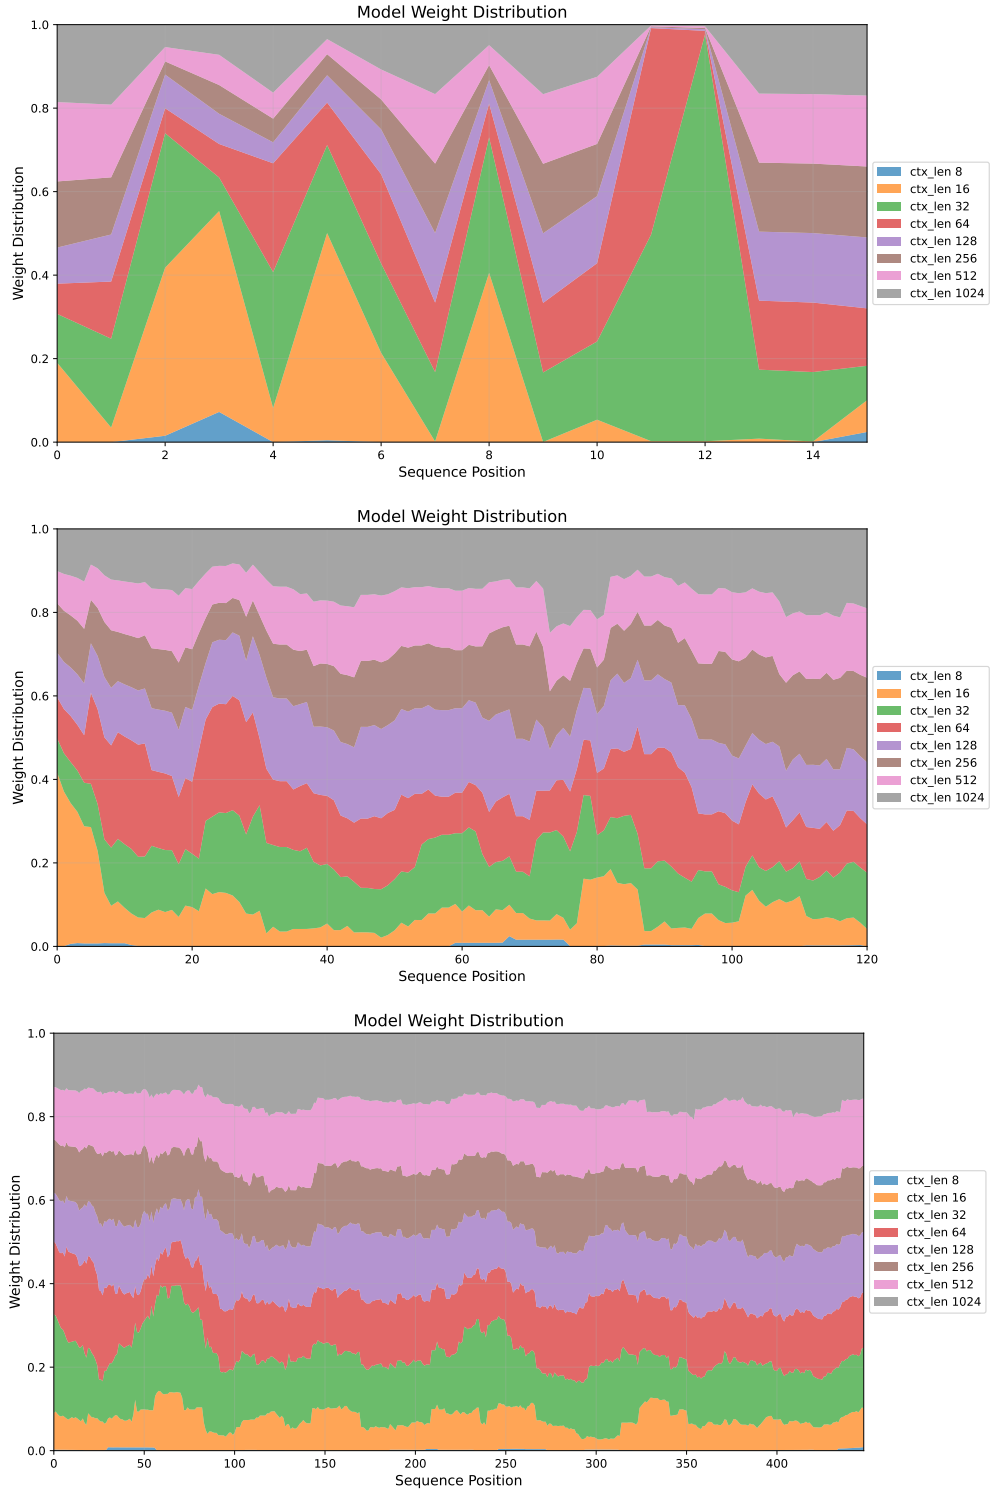 Model Weight Distribution
1.0
0.8
0.6
0.4
0.2
0.0
Weight Distribution
0 2 4 6 8 10 12 14
Sequence Position
ctx_len 8
ctx_len 16
ctx_len 32
ctx_len 64
ctx_len 128
ctx_len 256
ctx_len 512
ctx_len 1024
Model Weight Distribution
1.0
0.8
0.6
0.4
0.2
0.0
Weight Distribution
0 20 40 60 80 100 120
Sequence Position
ctx_len 8
ctx_len 16
ctx_len 32
ctx_len 64
ctx_len 128
ctx_len 256
ctx_len 512
ctx_len 1024
Model Weight Distribution
1.0
0.8
0.6
0.4
0.2
0.0
Weight Distribution
0 50 100 150 200 250 300 350 400
Sequence Position
ctx_len 8
ctx_len 16
ctx_len 32
ctx_len 64
ctx_len 128
ctx_len 256
ctx_len 512
ctx_len 1024